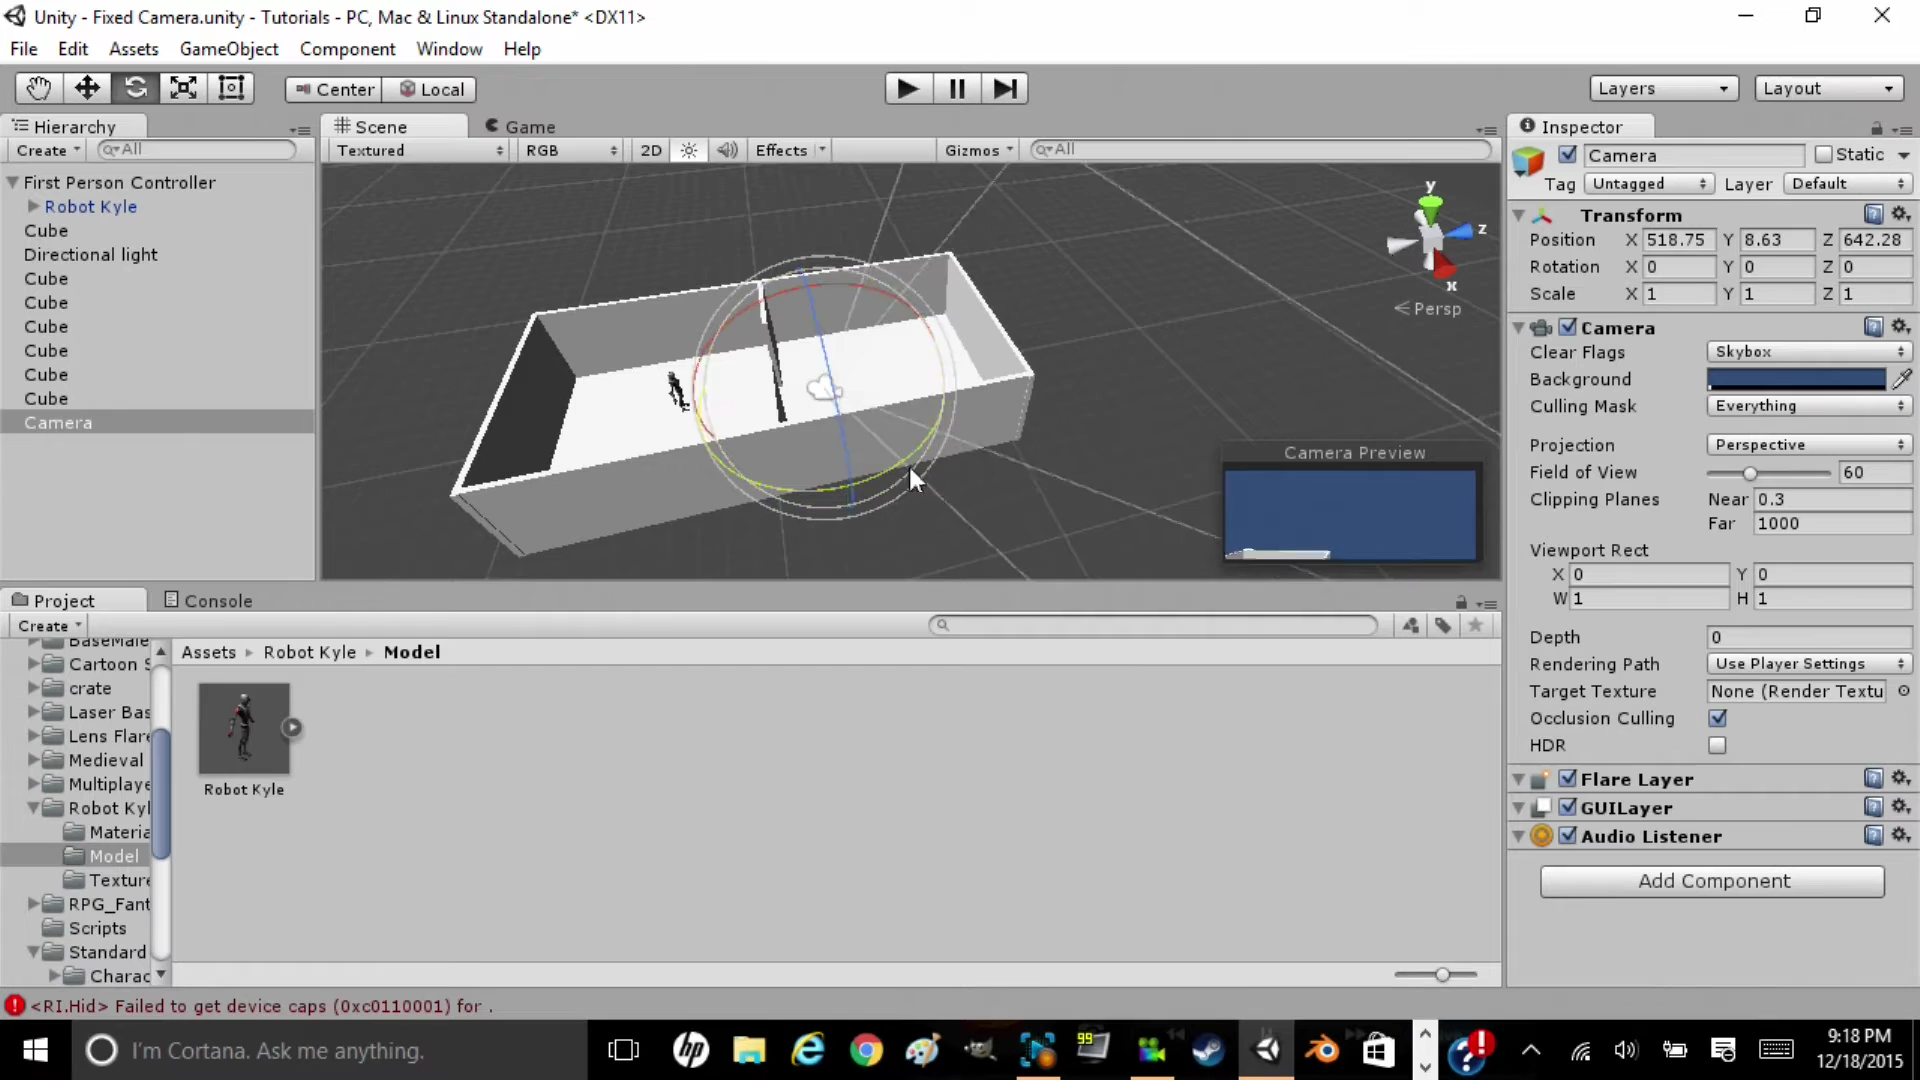 Unity - Fixed Camera.unity - Tutorials - PC, Mac & Linux Standalone* <DX11>
File Edit Assets GameObject Component Window Help
Center Local
Layers
Layout
Hierarchy
Create
All
First Person Controller
Robot Kyle
Cube
Directional light
Cube
Cube
Cube
Cube
Cube
Cube
Camera
Scene
Game
Textured
RGB
2D
Effects
Gizmos
All
y
z
x
Persp
Camera Preview
Inspector
Camera
Static
Tag Untagged Layer Default
Transform
Position X 518.75 Y 8.63 Z 642.28
Rotation X 0 Y 0 Z 0
Scale X 1 Y 1 Z 1
Camera
Clear Flags Skybox
Background
Culling Mask Everything
Projection Perspective
Field of View 60
Clipping Planes Near 0.3
Far 1000
Viewport Rect
X 0 Y 0
W 1 H 1
Depth 0
Rendering Path Use Player Settings
Target Texture None (Render Textu
Occlusion Culling
HDR
Flare Layer
GUILayer
Audio Listener
Add Component
Project
Console
Create
BaseMale
Cartoon S
crate
Laser Bas
Lens Flare
Medieval
Multiplaye
Robot Kyl
Materia
Model
Texture
RPG_Fant
Scripts
Standard
Charac
Assets Robot Kyle Model
Robot Kyle
<RI.Hid> Failed to get device caps (0xc0110001) for .
I'm Cortana. Ask me anything.
hp
99
9:18 PM
12/18/2015